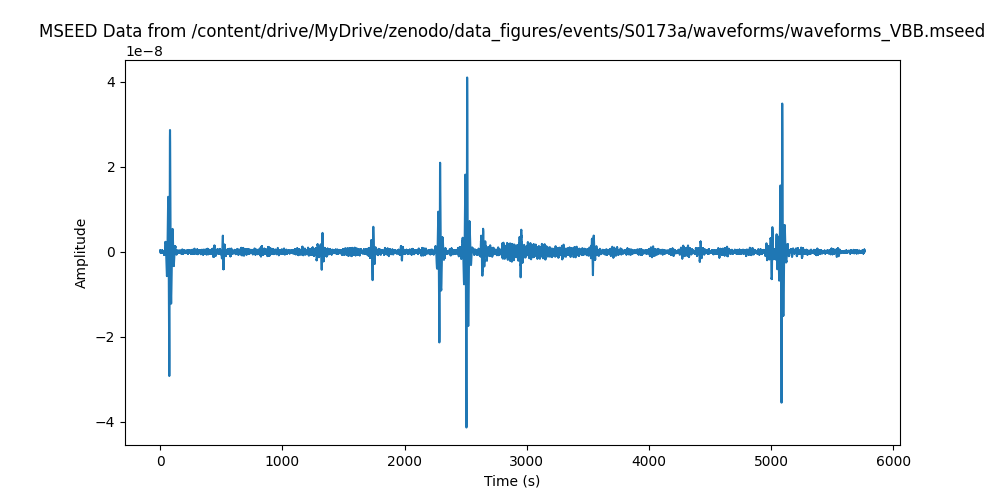 MSEED Data from /content/drive/MyDrive/zenodo/data_figures/events/S0173a/waveforms/waveforms_VBB.mseed
1e−8
4
2
0
−2
−4
Amplitude
0 1000 2000 3000 4000 5000 6000
Time (s)